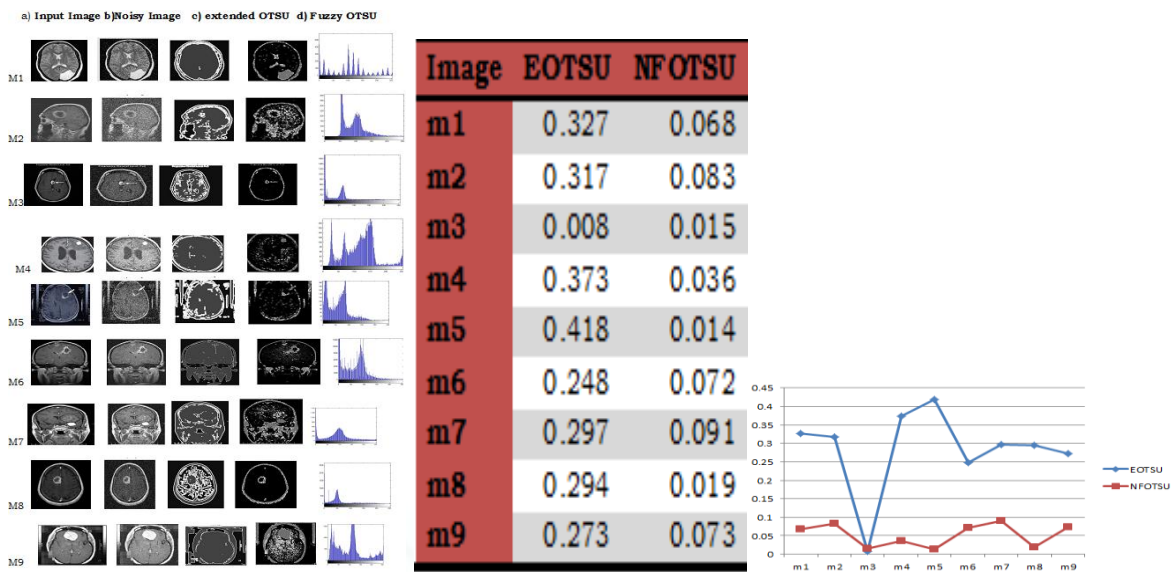 a) Input Image b)Noisy Image c) extended OTSU d) Fuzzy OTSU
M1
M2
M3
M4
M5
M6
M7
M8
M9
Image EOTSU NFOTSU
m1 0.327 0.068
m2 0.317 0.083
m3 0.008 0.015
m4 0.373 0.036
m5 0.418 0.014
m6 0.248 0.072
m7 0.297 0.091
m8 0.294 0.019
m9 0.273 0.073
0.45
0.4
0.35
0.3
0.25
0.2
0.15
0.1
0.05
0
m1 m2 m3 m4 m5 m6 m7 m8 m9
EOTSU
NFOTSU